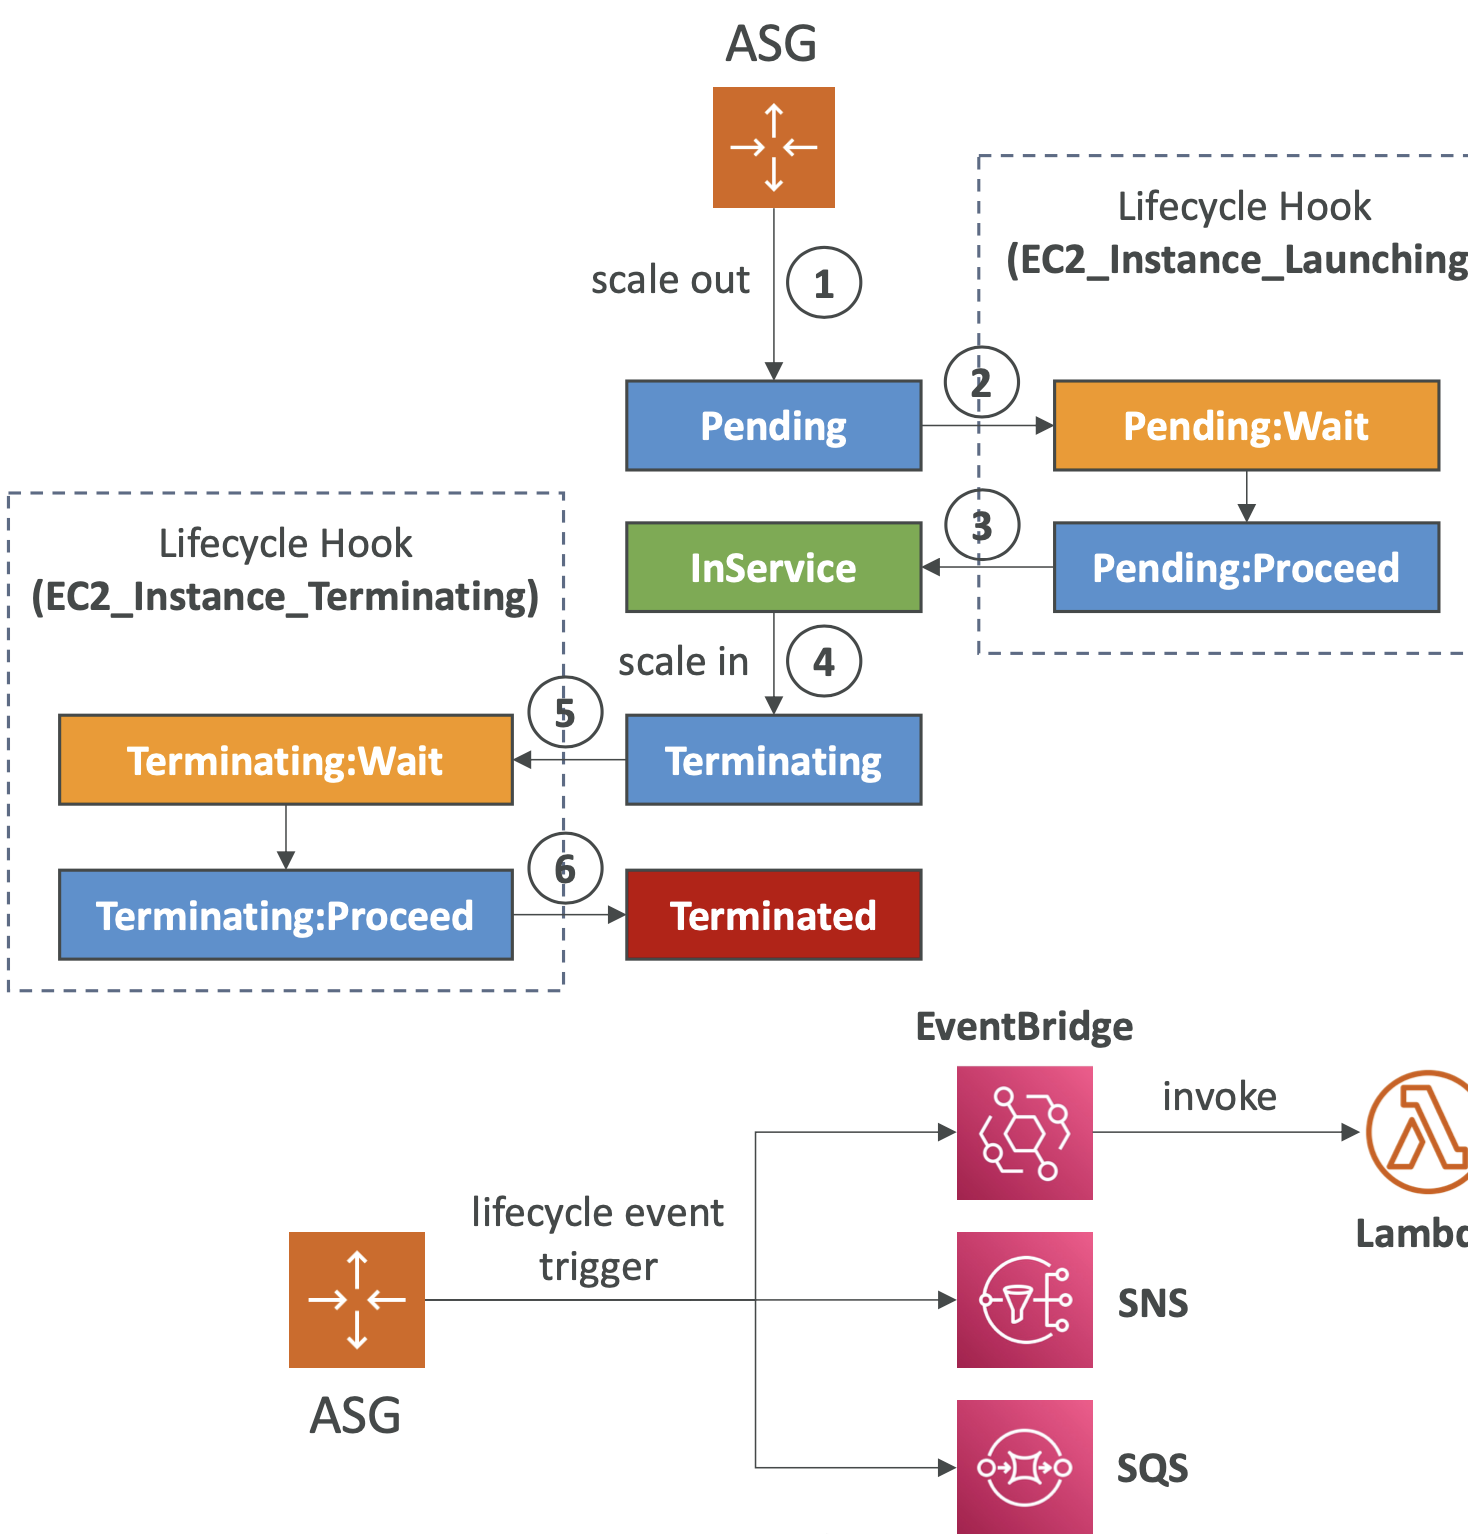 ASG
Lifecycle Hook
(EC2_Instance_Launching
scale out
1
2
Pending
Pending:Wait
3
InService
Pending:Proceed
Lifecycle Hook
(EC2_Instance_Terminating)
scale in
4
5
Terminating:Wait
Terminating
6
Terminating:Proceed
Terminated
EventBridge
invoke
Lambd
lifecycle event
trigger
SNS
ASG
SQS